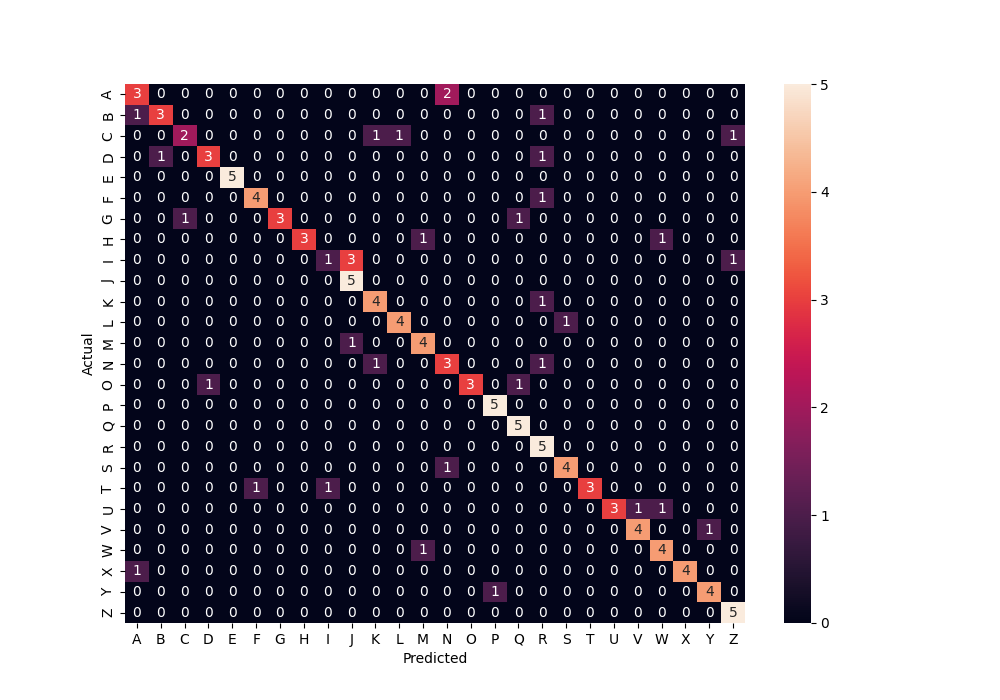 A 3 0 0 0 0 0 0 0 0 0 0 0 0 2 0 0 0 0 0 0 0 0 0 0 0 0 5
B 1 3 0 0 0 0 0 0 0 0 0 0 0 0 0 0 0 1 0 0 0 0 0 0 0 0
C 0 0 2 0 0 0 0 0 0 0 1 1 0 0 0 0 0 0 0 0 0 0 0 0 0 1
D 0 1 0 3 0 0 0 0 0 0 0 0 0 0 0 0 0 1 0 0 0 0 0 0 0 0
E 0 0 0 0 5 0 0 0 0 0 0 0 0 0 0 0 0 0 0 0 0 0 0 0 0 0
F 0 0 0 0 0 4 0 0 0 0 0 0 0 0 0 0 0 1 0 0 0 0 0 0 0 0 4
G 0 0 1 0 0 0 3 0 0 0 0 0 0 0 0 0 1 0 0 0 0 0 0 0 0 0
H 0 0 0 0 0 0 0 3 0 0 0 0 1 0 0 0 0 0 0 0 0 0 1 0 0 0
I 0 0 0 0 0 0 0 0 1 3 0 0 0 0 0 0 0 0 0 0 0 0 0 0 0 1
J 0 0 0 0 0 0 0 0 0 5 0 0 0 0 0 0 0 0 0 0 0 0 0 0 0 0
K 0 0 0 0 0 0 0 0 0 0 4 0 0 0 0 0 0 1 0 0 0 0 0 0 0 0 3
L 0 0 0 0 0 0 0 0 0 0 0 4 0 0 0 0 0 0 1 0 0 0 0 0 0 0
Actual
M 0 0 0 0 0 0 0 0 0 1 0 0 4 0 0 0 0 0 0 0 0 0 0 0 0 0
N 0 0 0 0 0 0 0 0 0 0 1 0 0 3 0 0 0 1 0 0 0 0 0 0 0 0
O 0 0 0 1 0 0 0 0 0 0 0 0 0 0 3 0 1 0 0 0 0 0 0 0 0 0
P 0 0 0 0 0 0 0 0 0 0 0 0 0 0 0 5 0 0 0 0 0 0 0 0 0 0 2
Q 0 0 0 0 0 0 0 0 0 0 0 0 0 0 0 0 5 0 0 0 0 0 0 0 0 0
R 0 0 0 0 0 0 0 0 0 0 0 0 0 0 0 0 0 5 0 0 0 0 0 0 0 0
S 0 0 0 0 0 0 0 0 0 0 0 0 0 1 0 0 0 0 4 0 0 0 0 0 0 0
T 0 0 0 0 0 1 0 0 1 0 0 0 0 0 0 0 0 0 0 3 0 0 0 0 0 0
U 0 0 0 0 0 0 0 0 0 0 0 0 0 0 0 0 0 0 0 0 3 1 1 0 0 0 1
V 0 0 0 0 0 0 0 0 0 0 0 0 0 0 0 0 0 0 0 0 0 4 0 0 1 0
W 0 0 0 0 0 0 0 0 0 0 0 0 1 0 0 0 0 0 0 0 0 0 4 0 0 0
X 1 0 0 0 0 0 0 0 0 0 0 0 0 0 0 0 0 0 0 0 0 0 0 4 0 0
Y 0 0 0 0 0 0 0 0 0 0 0 0 0 0 0 1 0 0 0 0 0 0 0 0 4 0
Z 0 0 0 0 0 0 0 0 0 0 0 0 0 0 0 0 0 0 0 0 0 0 0 0 0 5 0
A B C D E F G H I J K L M N O P Q R S T U V W X Y Z
Predicted